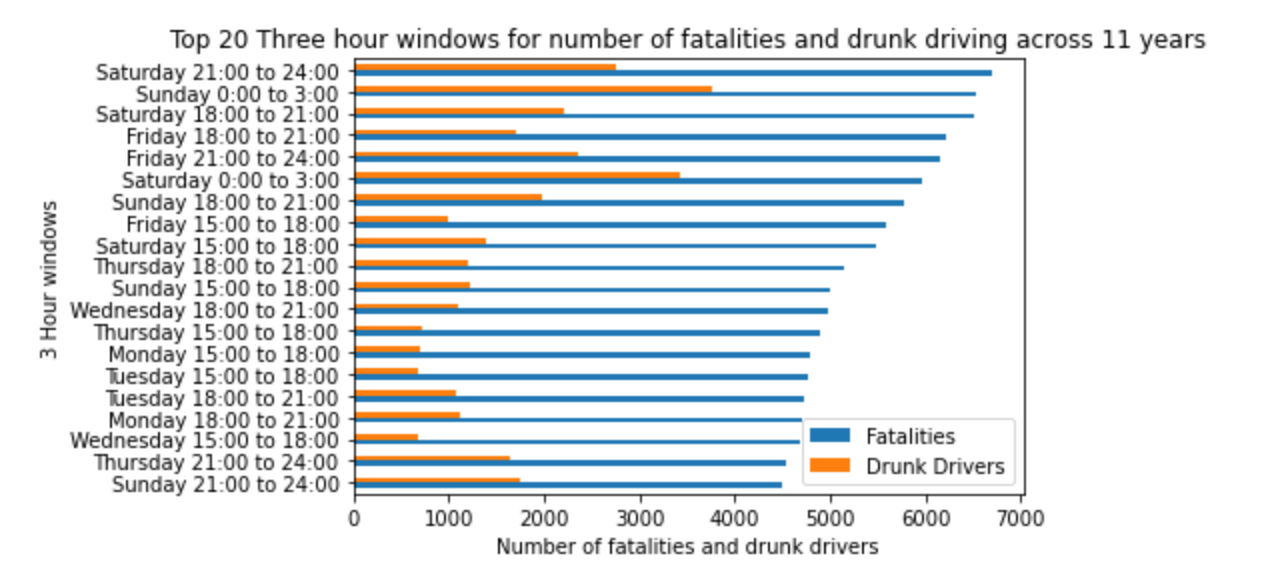 Top 20 Three hour windows for number of fatalities and drunk driving across 11 years
Saturday 21:00 to 24:00
Sunday 0:00 to 3:00
Saturday 18:00 to 21:00
Friday 18:00 to 21:00
Friday 21:00 to 24:00
Saturday 0:00 to 3:00
Sunday 18:00 to 21:00
Friday 15:00 to 18:00
Saturday 15:00 to 18:00
Thursday 18:00 to 21:00
Sunday 15:00 to 18:00
Wednesday 18:00 to 21:00
Thursday 15:00 to 18:00
Monday 15:00 to 18:00
Tuesday 15:00 to 18:00
Tuesday 18:00 to 21:00
Monday 18:00 to 21:00
Wednesday 15:00 to 18:00
Thursday 21:00 to 24:00
Sunday 21:00 to 24:00
3 Hour windows
Fatalities
Drunk Drivers
0 1000 2000 3000 4000 5000 6000 7000
Number of fatalities and drunk drivers